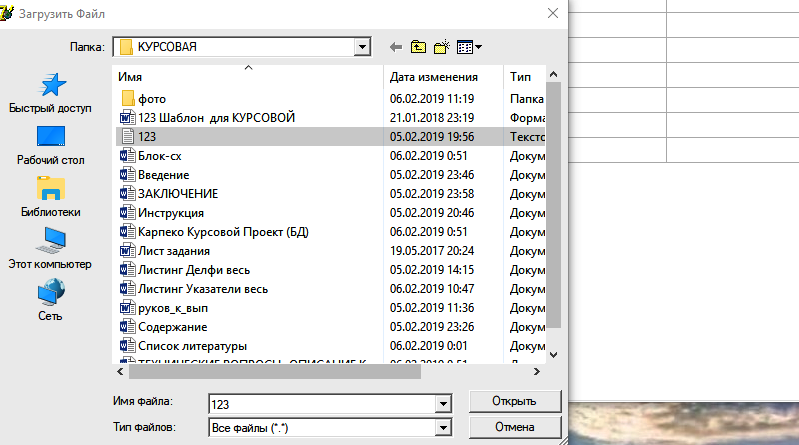 Загрузить Файл
Папка: КУРСОВАЯ
Имя Дата изменения Тип
фото 06.02.2019 11:19 Папка
123 Шаблон для КУРСОВОЙ 21.01.2018 23:19 Форма
123 05.02.2019 19:56 Тексто
Блок-сх 06.02.2019 0:51 Докум
Введение 05.02.2019 23:46 Докум
ЗАКЛЮЧЕНИЕ 05.02.2019 23:58 Докум
Инструкция 05.02.2019 20:46 Докум
Карпеко Курсовой Проект (БД) 06.02.2019 0:51 Докум
Лист задания 19.05.2017 20:24 Докум
Листинг Делфи весь 05.02.2019 14:15 Докум
Листинг Указатели весь 06.02.2019 10:47 Докум
руков_к_вып 05.02.2019 11:36 Докум
Содержание 05.02.2019 23:26 Докум
Список литературы 06.02.2019 0:01 Докум
ТЕХНИЧЕСКИЕ ВОПРОСЫ ОПИСАНИЕ К
Быстрый доступ
Рабочий стол
Библиотеки
Этот компьютер
Сеть
Имя файла: 123 Открыть
Тип файлов: Все файлы (*.*) Отмена